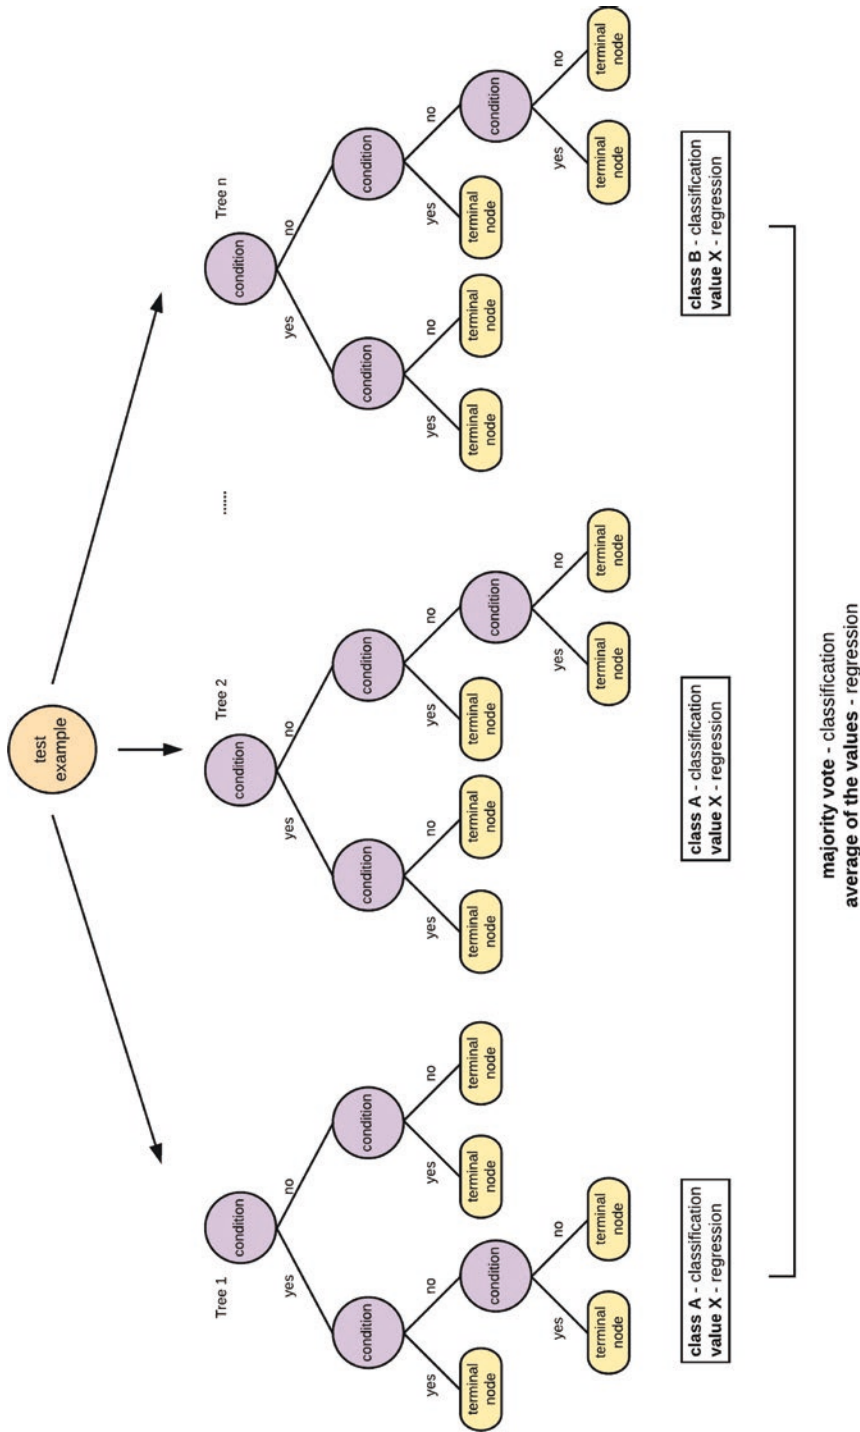 test
example
Tree 1
condition
yes
no
condition
condition
yes
no
yes
no
terminal
node
condition
terminal
node
terminal
node
yes
no
terminal
node
terminal
node
class A - classification
value X - regression
Tree 2
condition
yes
no
condition
condition
yes
no
yes
no
terminal
node
terminal
node
terminal
node
condition
yes
no
terminal
node
terminal
node
class A - classification
value X - regression
......
Tree n
condition
yes
no
condition
condition
yes
no
yes
no
terminal
node
terminal
node
terminal
node
condition
yes
no
terminal
node
terminal
node
class B - classification
value X - regression
majority vote - classification
average of the values - regression